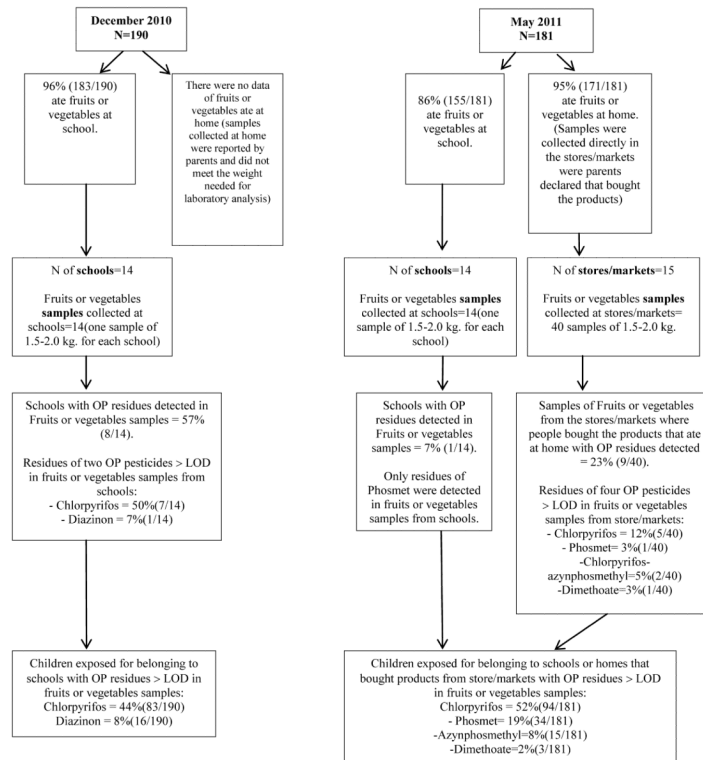 December 2010
N=190
96% (183/190)
ate fruits or
vegetables at
school.
There were no data
of fruits or
vegetables ate at
home (samples
collected at home
were reported by
parents and did not
meet the weight
needed for
laboratory analysis)
N of schools=14
Fruits or vegetables
samples collected at
schools=14(one sample of
1.5-2.0 kg. for each school)
Schools with OP residues detected in
Fruits or vegetables samples = 57%
(8/14).
Residues of two OP pesticides > LOD
in fruits or vegetables samples from
schools:
- Chlorpyrifos = 50%(7/14)
- Diazinon = 7%(1/14)
Children exposed for belonging to
schools with OP residues > LOD in
fruits or vegetables samples:
Chlorpyrifos = 44%(83/190)
Diazinon = 8%(16/190)
May 2011
N=181
86% (155/181)
ate fruits or
vegetables at
school.
95% (171/181)
ate fruits or
vegetables at home.
(Samples were
collected directly in
the stores/markets
were parents
declared that bought
the products)
N of schools=14
Fruits or vegetables samples
collected at schools=14(one
sample of 1.5-2.0 kg. for each
school)
N of stores/markets=15
Fruits or vegetables samples
collected at stores/markets=
40 samples of 1.5-2.0 kg.
Schools with OP
residues detected in
Fruits or vegetables
samples = 7% (1/14).
Only residues of
Phosmet were detected
in fruits or vegetables
samples from schools.
Samples of Fruits or vegetables
from the stores/markets where
people bought the products that ate
at home with OP residues detected
= 23% (9/40).
Residues of four OP pesticides
> LOD in fruits or vegetables
samples from store/markets:
- Chlorpyrifos = 12%(5/40)
- Phosmet= 3%(1/40)
-Chlorpyrifos-
azynphosmethyl=5%(2/40)
-Dimethoate=3%(1/40)
Children exposed for belonging to schools or homes that
bought products from store/markets with OP residues > LOD
in fruits or vegetables samples:
Chlorpyrifos = 52%(94/181)
- Phosmet= 19%(34/181)
-Azynphosmethyl=8%(15/181)
-Dimethoate=2%(3/181)